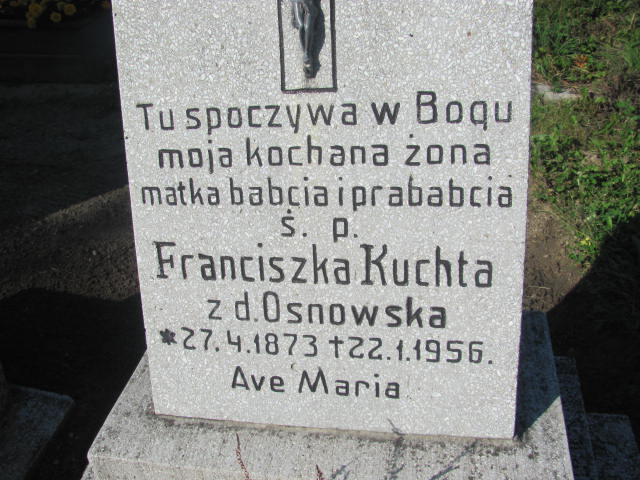 Tu spoczywa w Bogu
moja kochana żona
matka babcia i prababcia
ś. p.
Franciszka Kuchta
z d. Osnowska
*27.4.1873 †22.1.1956.
Ave Maria